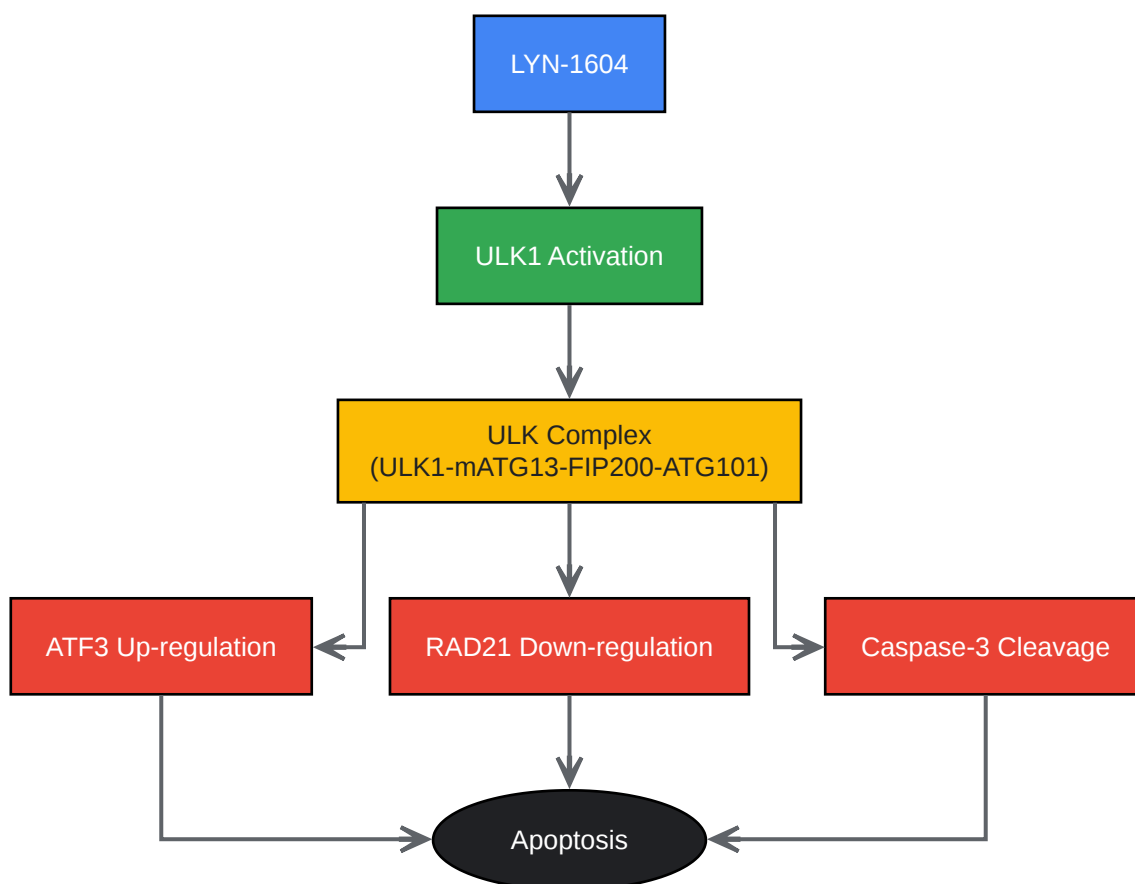 LYN-1604
ULK1 Activation
ULK Complex
(ULK1-mATG13-FIP200-ATG101)
ATF3 Up-regulation
RAD21 Down-regulation
Caspase-3 Cleavage
Apoptosis